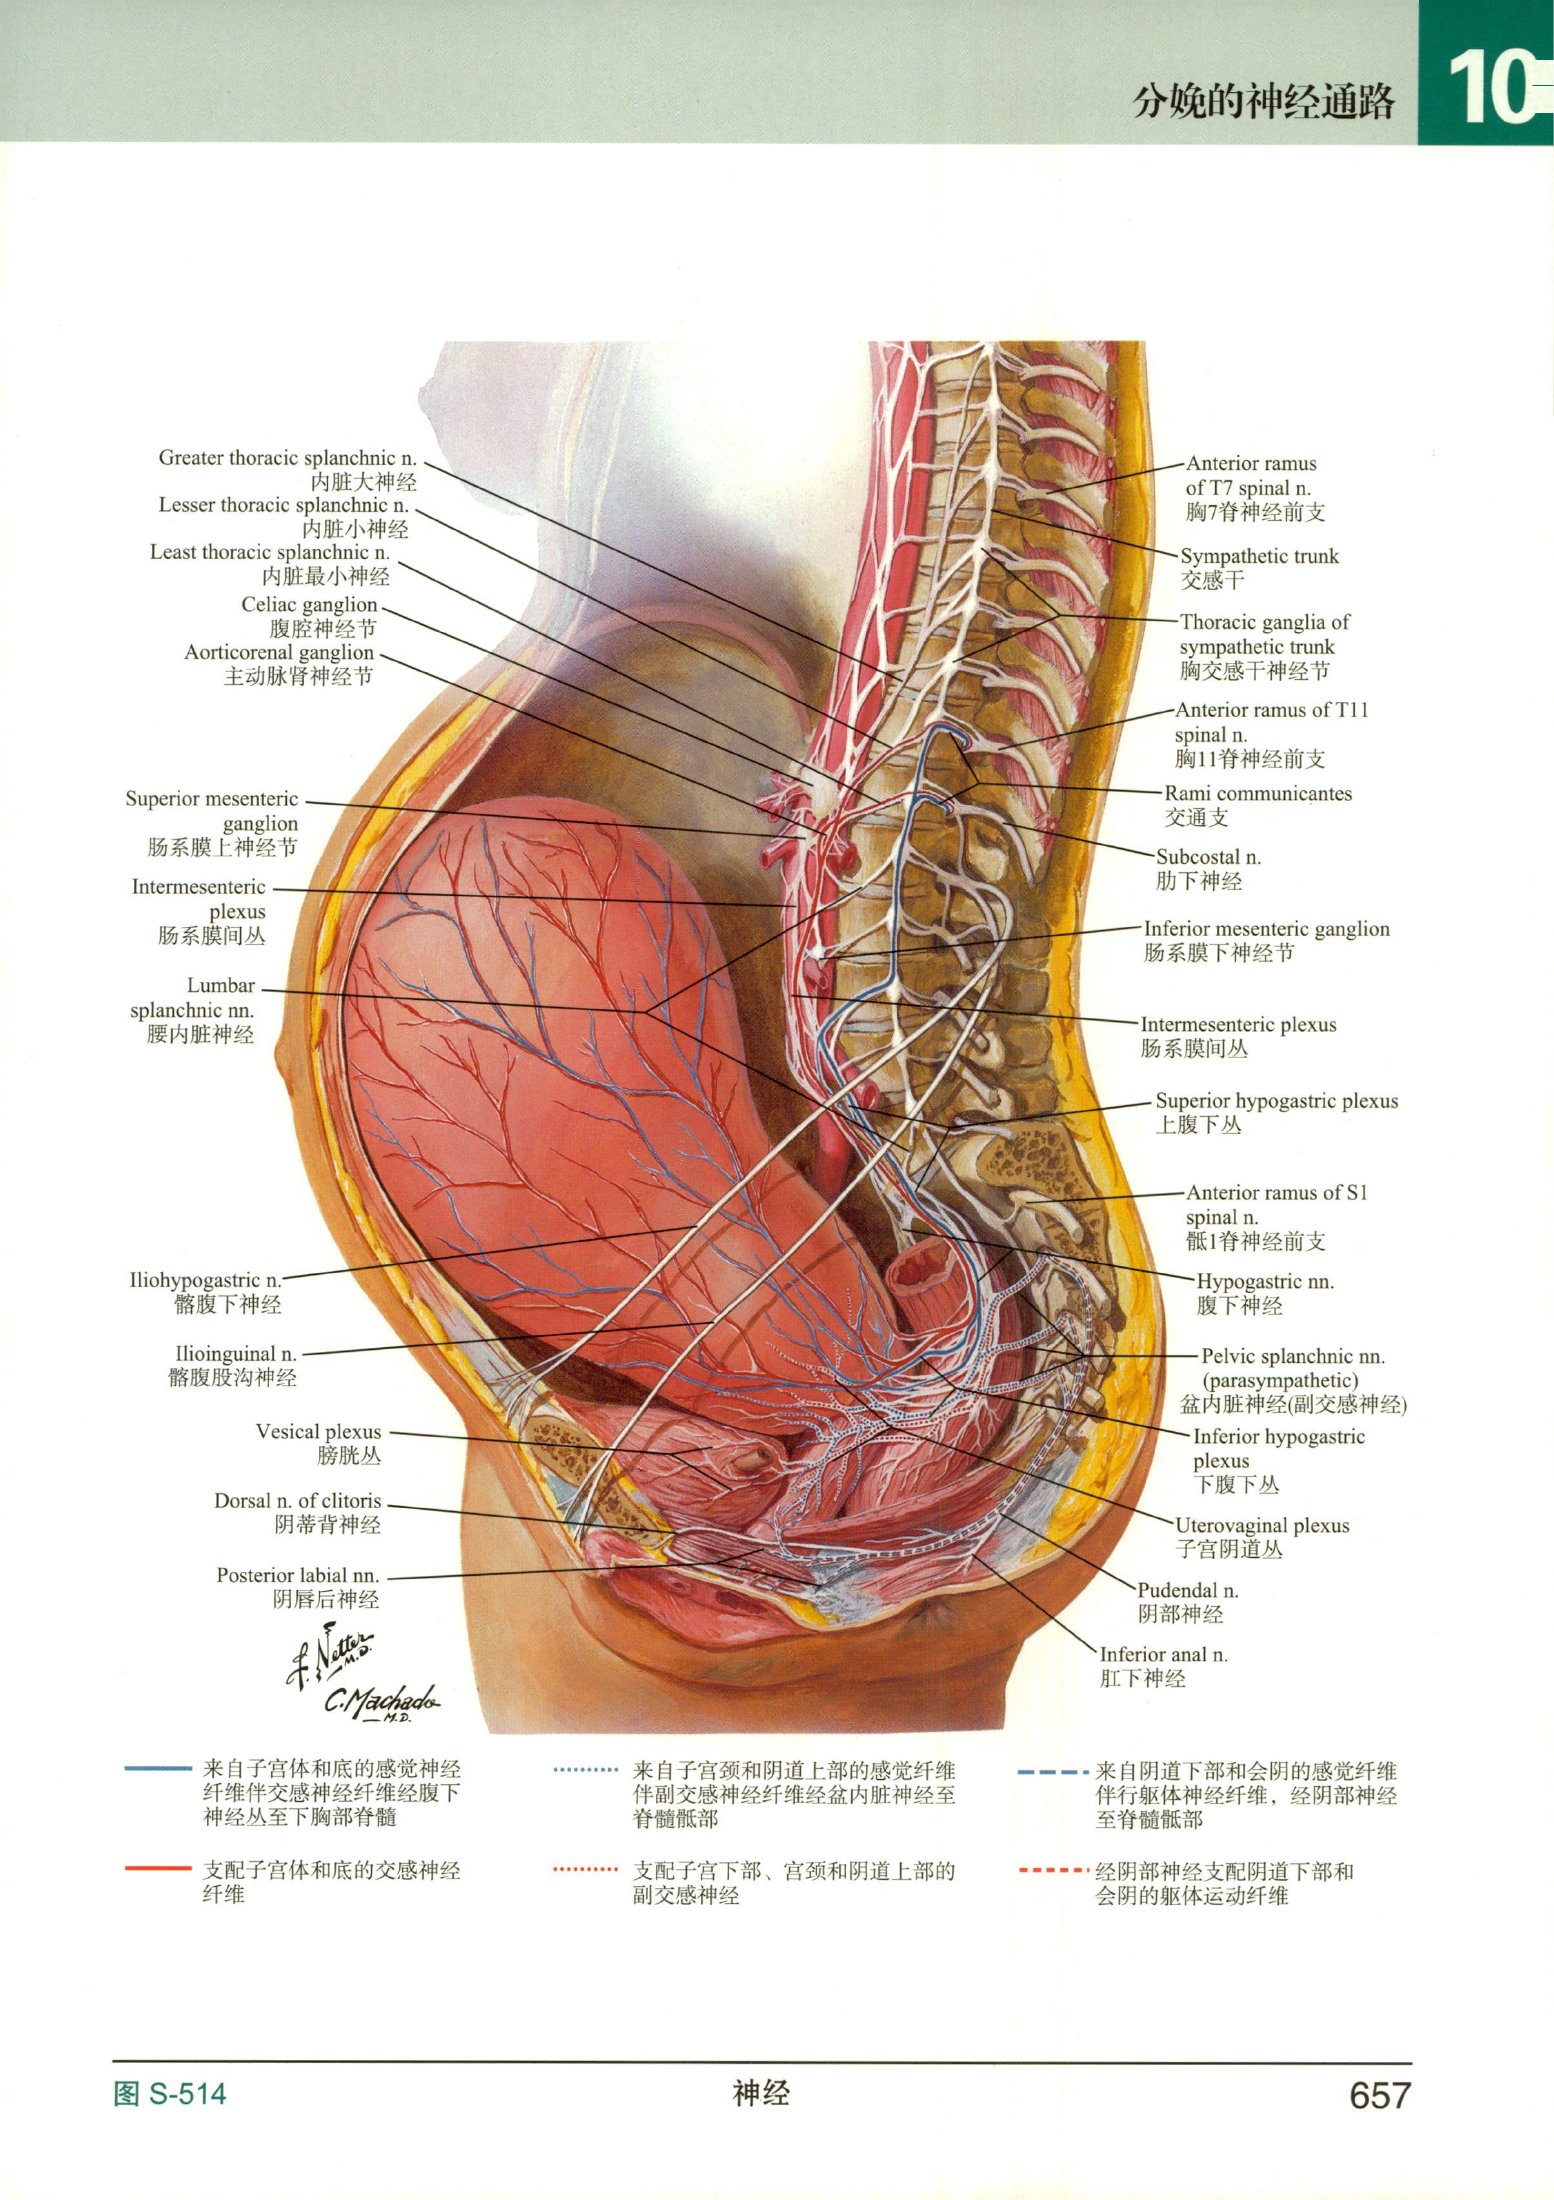 分娩的神经通路
10
Greater thoracic splanchnic n.
内脏大神经
Lesser thoracic splanchnic n.
内脏小神经
Least thoracic splanchnic n.
内脏最小神经
Celiac ganglion
腹腔神经节
Aorticorenal ganglion
主动脉肾神经节
Superior mesenteric
ganglion
肠系膜上神经节
Intermesenteric
plexus
肠系膜间丛
Lumbar
splanchnic nn.
腰内脏神经
Iliohypogastric n.
髂腹下神经
Ilioinguinal n.
髂腹股沟神经
Vesical plexus
膀胱丛
Dorsal n. of clitoris
阴蒂背神经
Posterior labial nn.
阴唇后神经
Anterior ramus
of T7 spinal n.
胸7脊神经前支
Sympathetic trunk
交感干
Thoracic ganglia of
sympathetic trunk
胸交感干神经节
Anterior ramus of T11
spinal n.
胸11脊神经前支
Rami communicantes
交通支
Subcostal n.
肋下神经
Inferior mesenteric ganglion
肠系膜下神经节
Intermesenteric plexus
肠系膜间丛
Superior hypogastric plexus
上腹下丛
Anterior ramus of S1
spinal n.
骶1脊神经前支
Hypogastric nn.
腹下神经
Pelvic splanchnic nn.
(parasympathetic)
盆内脏神经(副交感神经)
Inferior hypogastric
plexus
下腹下丛
Uterovaginal plexus
子宫阴道丛
Pudendal n.
阴部神经
Inferior anal n.
肛下神经
F. Netter
M.D.
C. Machado
M.D.
来自子宫体和底的感觉神经
纤维伴交感神经纤维经腹下
神经丛至下胸部脊髓
支配子宫体和底的交感神经
纤维
来自子宫颈和阴道上部的感觉纤维
伴副交感神经纤维经盆内脏神经至
脊髓骶部
支配子宫下部、宫颈和阴道上部的
副交感神经
来自阴道下部和会阴的感觉纤维
伴行躯体神经纤维，经阴部神经
至脊髓骶部
经阴部神经支配阴道下部和
会阴的躯体运动纤维
图 S-514
神经
657